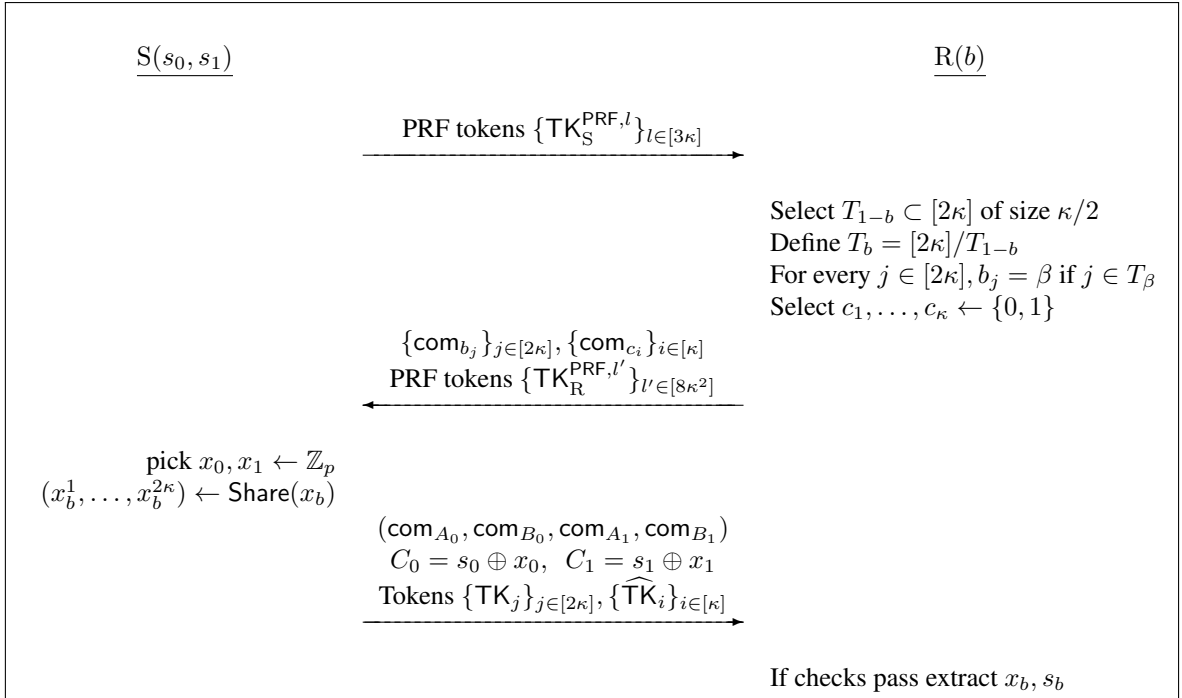 S(s_0, s_1) R(b)
PRF tokens {TK_S^{PRF,l}}_{l∈[3κ]}
Select T_{1−b} ⊂ [2κ] of size κ/2
Define T_b = [2κ]/T_{1−b}
For every j ∈ [2κ], b_j = β if j ∈ T_β
Select c_1, . . . , c_κ ← {0, 1}
{com_{b_j}}_{j∈[2κ]}, {com_{c_i}}_{i∈[κ]}
PRF tokens {TK_R^{PRF,l′}}_{l′∈[8κ²]}
pick x_0, x_1 ← ℤ_p
(x_b^1, . . . , x_b^{2κ}) ← Share(x_b)
(com_{A_0}, com_{B_0}, com_{A_1}, com_{B_1})
C_0 = s_0 ⊕ x_0, C_1 = s_1 ⊕ x_1
Tokens {TK_j}_{j∈[2κ]}, {\widehat{TK}_i}_{i∈[κ]}
If checks pass extract x_b, s_b